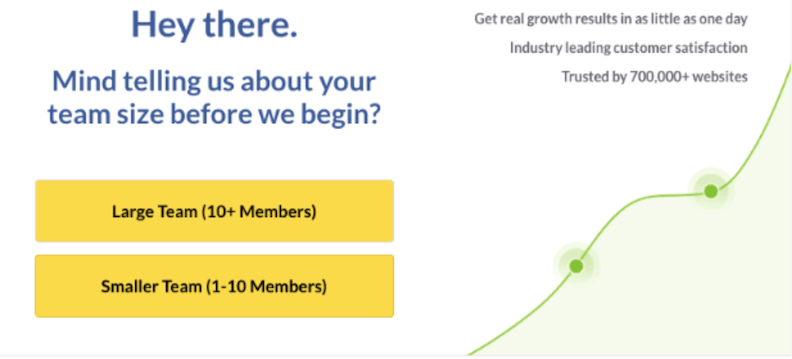 Hey there.
Mind telling us about your
team size before we begin?
Large Team (10+ Members)
Smaller Team (1-10 Members)
Get real growth results in as little as one day
Industry leading customer satisfaction
Trusted by 700,000+ websites